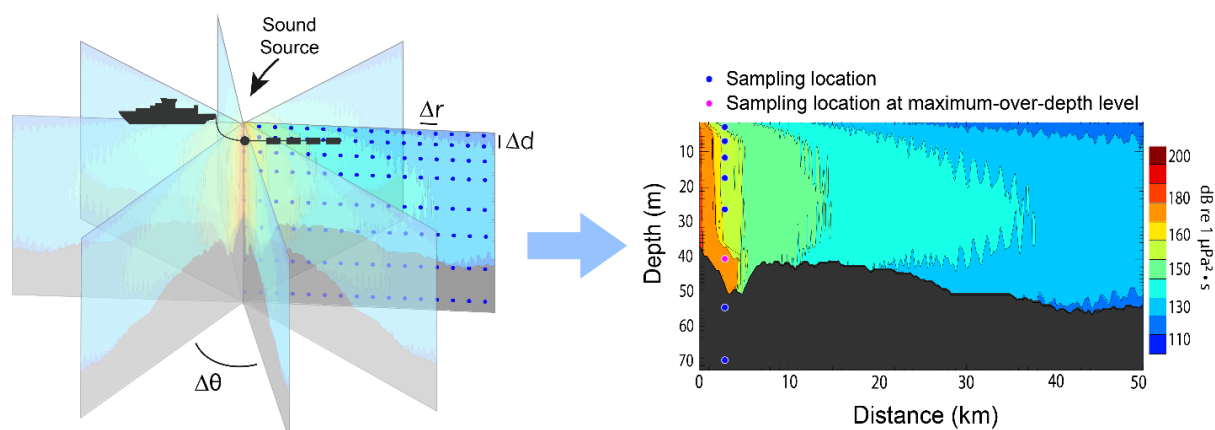 Sound
Source
Δr
Δd
Δθ
Sampling location
Sampling location at maximum-over-depth level
Depth (m)
10
20
30
40
50
60
70
0
10
20
30
40
50
Distance (km)
200
180
160
150
130
110
dB re 1 µPa²•s